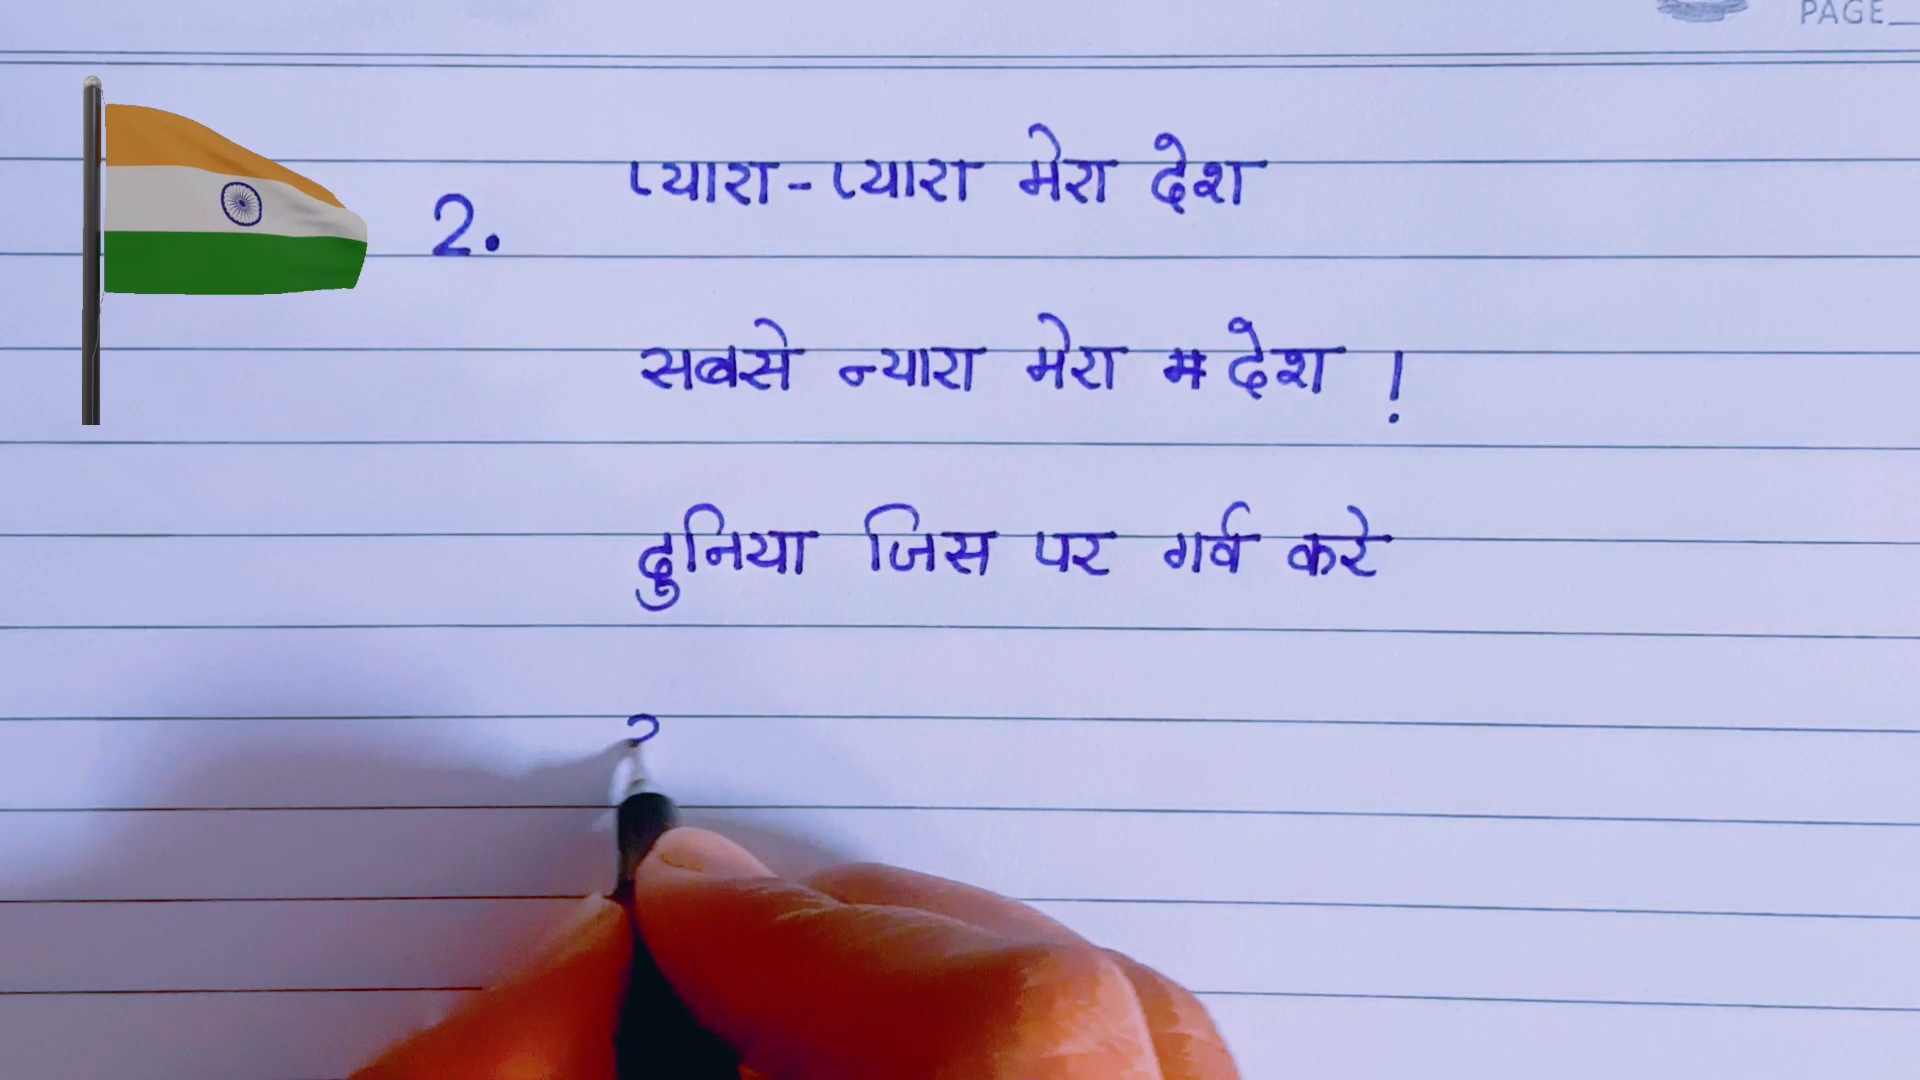 PAGE
2.
प्यारा-प्यारा मेरा देश
सबसे न्यारा मेरा देश !
दुनिया जिस पर गर्व करे